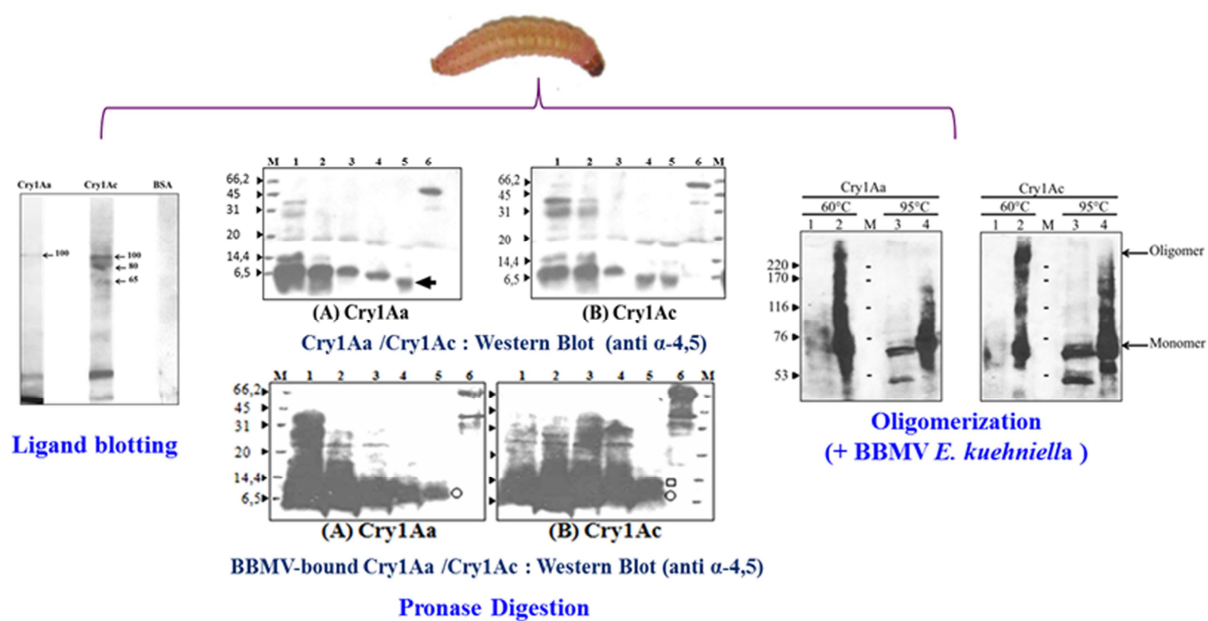 Cry1Aa Cry1Ac BSA
100
100
80
65
Ligand blotting
M 1 2 3 4 5 6
66,2
45
31
20
14,4
6,5
(A) Cry1Aa
1 2 3 4 5 6 M
66,2
45
31
20
14,4
6,5
(B) Cry1Ac
Cry1Aa /Cry1Ac : Western Blot (anti α-4,5)
M 1 2 3 4 5 6
66,2
45
31
20
14,4
6,5
(A) Cry1Aa
1 2 3 4 5 6 M
(B) Cry1Ac
BBMV-bound Cry1Aa /Cry1Ac : Western Blot (anti α-4,5)
Pronase Digestion
Cry1Aa
60°C 95°C
1 2 M 3 4
220
170
116
76
53
Cry1Ac
60°C 95°C
1 2 M 3 4
Oligomer
Monomer
Oligomerization
(+ BBMV E. kuehniella )